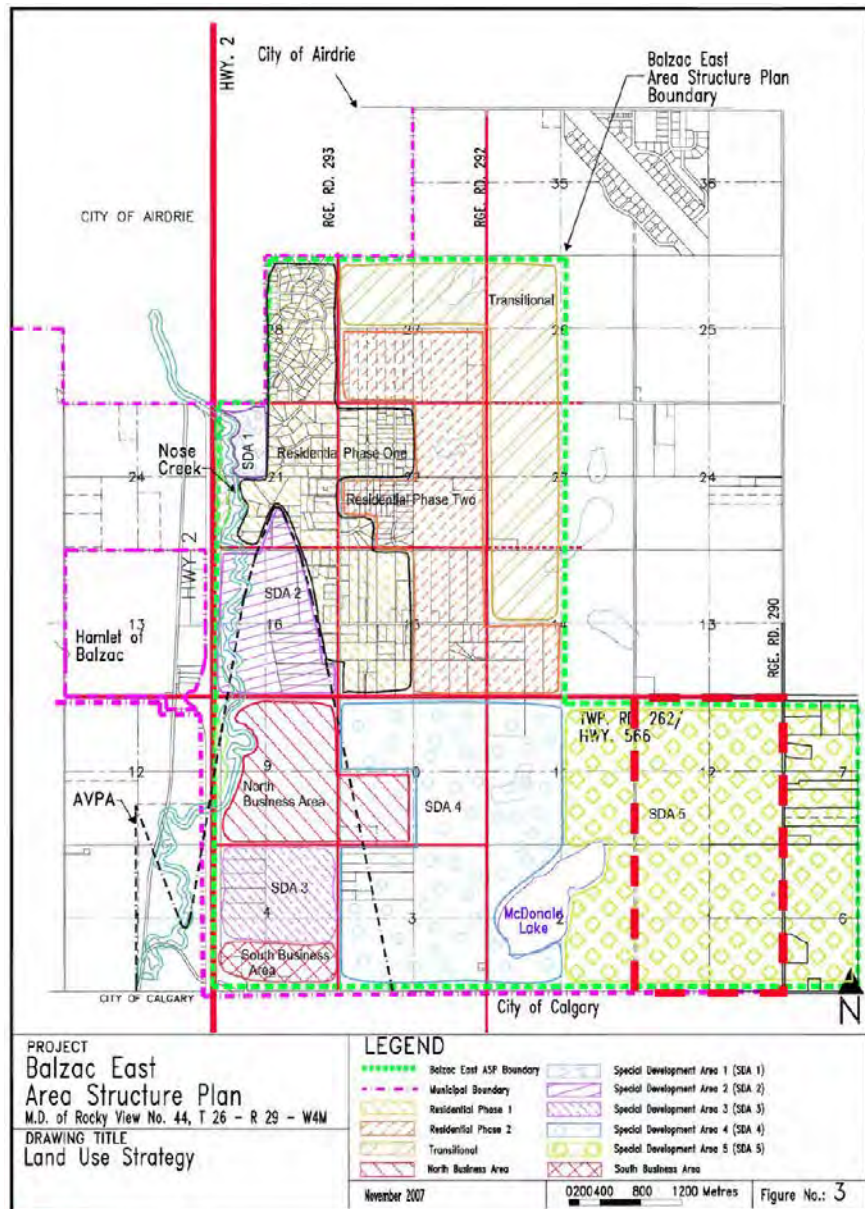 HWY. 2
City of Airdrie
Balzac East
Area Structure Plan
Boundary
RGE. RD. 293
RGE. RD. 292
CITY OF AIRDRIE
35
36
Transitional
28
27
26
25
Nose
Creek
SDA 1
Residential Phase One
24
21
22
23
24
Residential Phase Two
HWY. 2
SDA 2
13
16
15
14
13
Hamlet of
Balzac
RGE. RD. 290
TWP. RD. 262/
HWY. 566
12
9
10
11
12
7
North
Business Area
AVPA
SDA 4
SDA 5
SDA 3
4
3
2
6
McDonald
Lake
South Business
Area
CITY OF CALGARY
City of Calgary
N
PROJECT
Balzac East
Area Structure Plan
M.D. of Rocky View No. 44, T 26 - R 29 - W4M
DRAWING TITLE
Land Use Strategy
LEGEND
Balzac East ASP Boundary
Municipal Boundary
Residential Phase 1
Residential Phase 2
Transitional
North Business Area
Special Development Area 1 (SDA 1)
Special Development Area 2 (SDA 2)
Special Development Area 3 (SDA 3)
Special Development Area 4 (SDA 4)
Special Development Area 5 (SDA 5)
South Business Area
November 2007
0200400 800 1200 Metres
Figure No.: 3